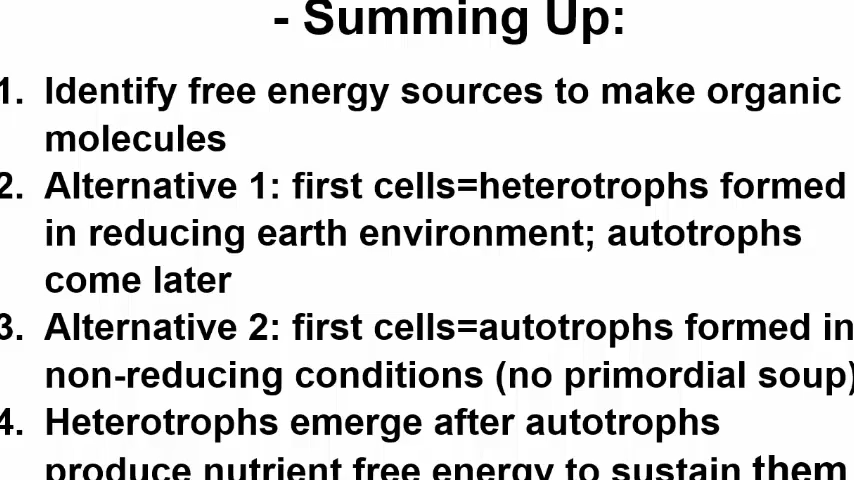 - Summing Up:
1. Identify free energy sources to make organic
molecules
2. Alternative 1: first cells=heterotrophs formed
in reducing earth environment; autotrophs
come later
3. Alternative 2: first cells=autotrophs formed in
non-reducing conditions (no primordial soup)
4. Heterotrophs emerge after autotrophs
produce nutrient free energy to sustain them